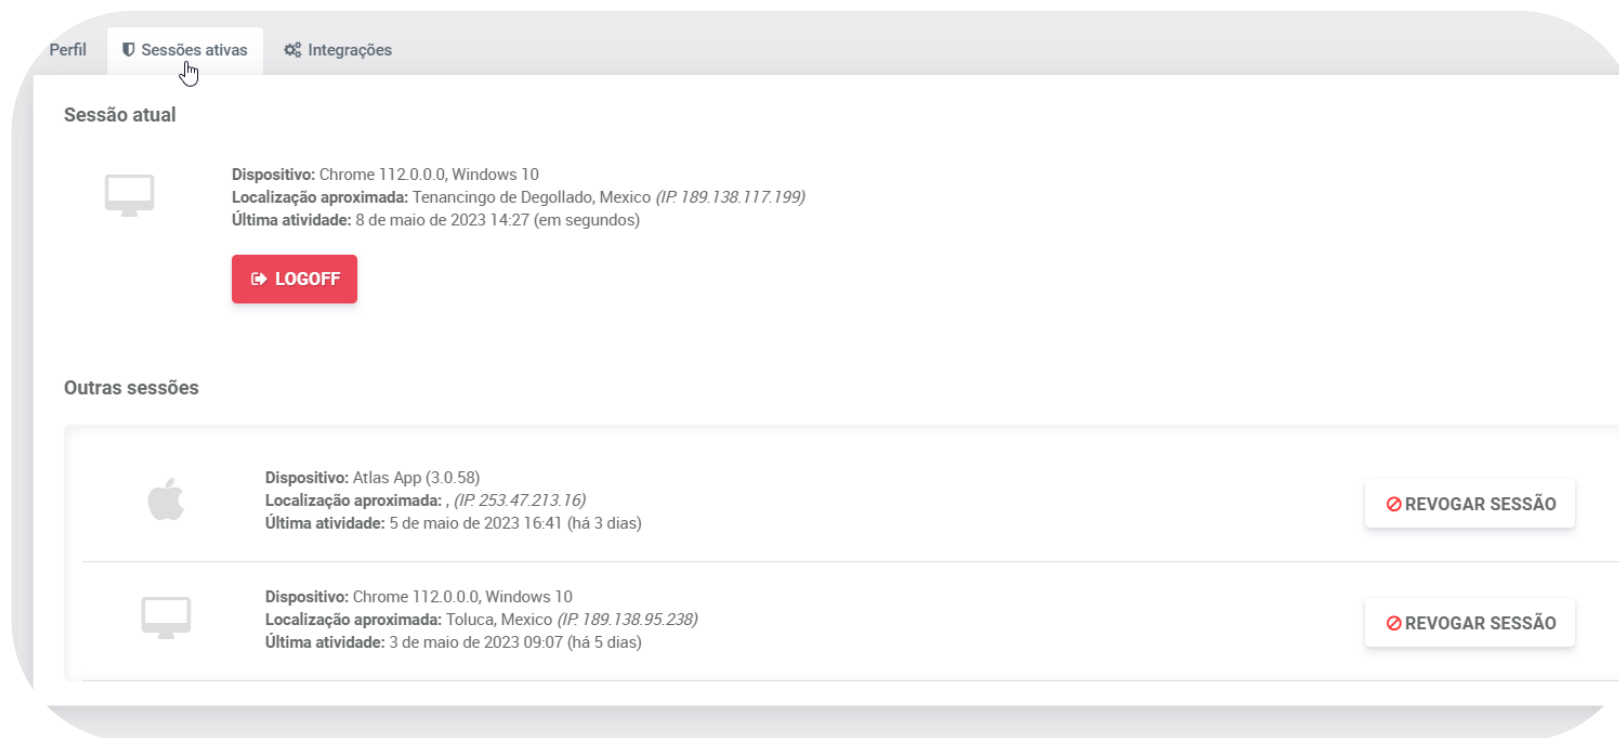 Perfil Sessões ativas Integrações
Sessão atual
Dispositivo: Chrome 112.0.0.0, Windows 10
Localização aproximada: Tenancingo de Degollado, Mexico (IP. 189.138.117.199)
Última atividade: 8 de maio de 2023 14:27 (em segundos)
LOGOFF
Outras sessões
Dispositivo: Atlas App (3.0.58)
Localização aproximada: , (IP. 253.47.213.16)
Última atividade: 5 de maio de 2023 16:41 (há 3 dias)
REVOGAR SESSÃO
Dispositivo: Chrome 112.0.0.0, Windows 10
Localização aproximada: Toluca, Mexico (IP. 189.138.95.238)
Última atividade: 3 de maio de 2023 09:07 (há 5 dias)
REVOGAR SESSÃO